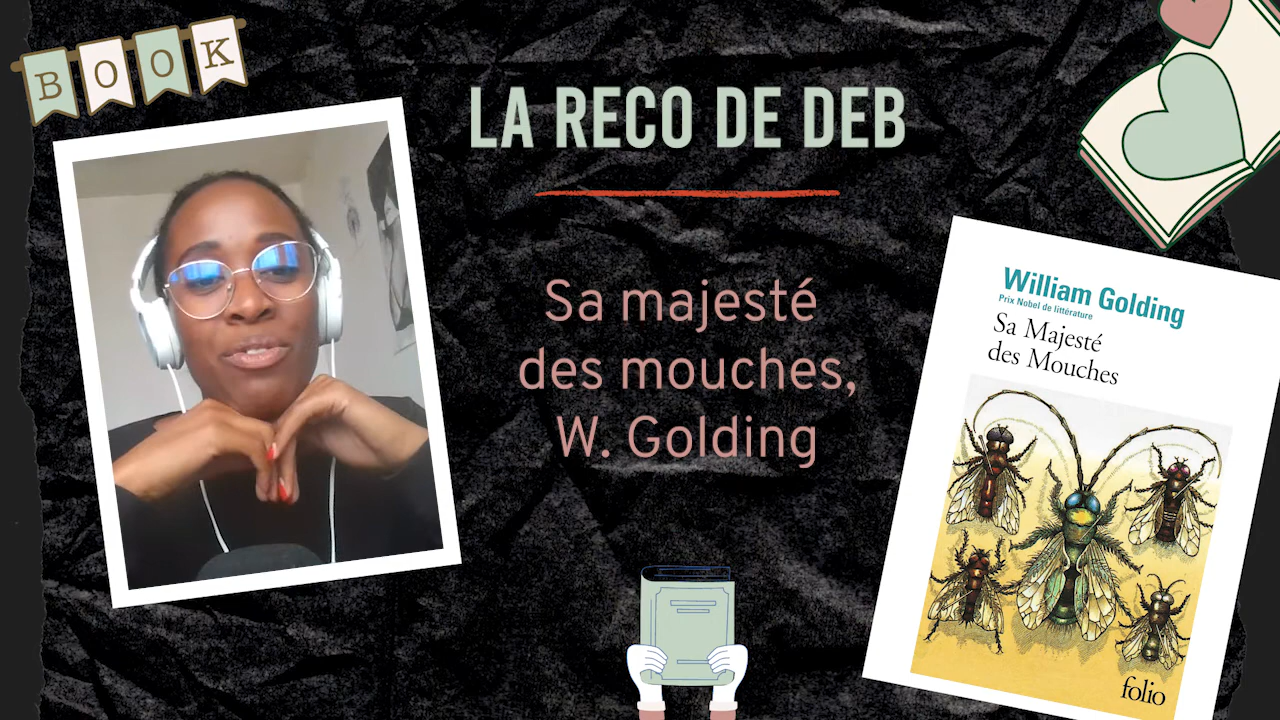 BOOK
LA RECO DE DEB
Sa majesté
des mouches,
W. Golding
William Golding
Prix Nobel de littérature
Sa Majesté
des Mouches
folio